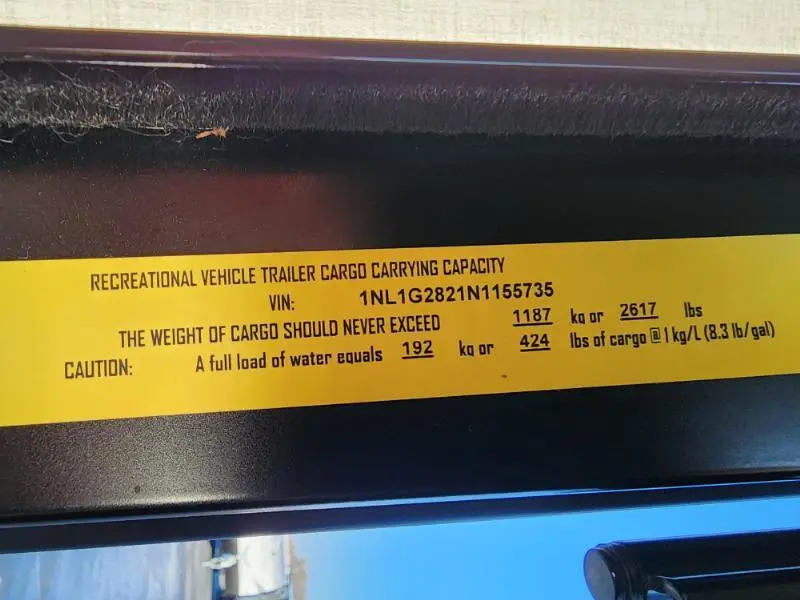 RECREATIONAL VEHICLE TRAILER CARGO CARRYING CAPACITY
VIN: 1NL1G2821N1155735
THE WEIGHT OF CARGO SHOULD NEVER EXCEED 1187 kg or 2617 lbs
CAUTION: A full load of water equals 192 kg or 424 lbs of cargo @ 1 kg/L (8.3 lb/gal)